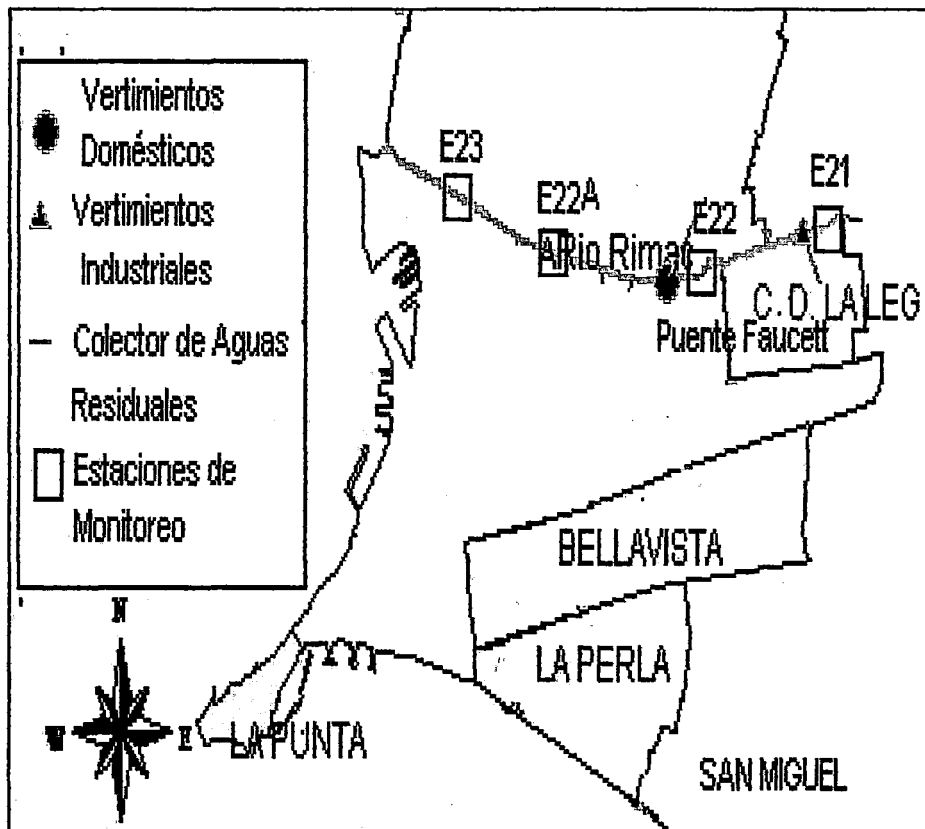 Vertimientos
Domésticos
Vertimientos
Industriales
Colector de Aguas
Residuales
Estaciones de
Monitoreo
E23
E22A
E22
E21
Rio Rimac
C.D. LA LEG
Puente Faucett
BELLAVISTA
LA PERLA
SAN MIGUEL
LA PUNTA
N
W
E